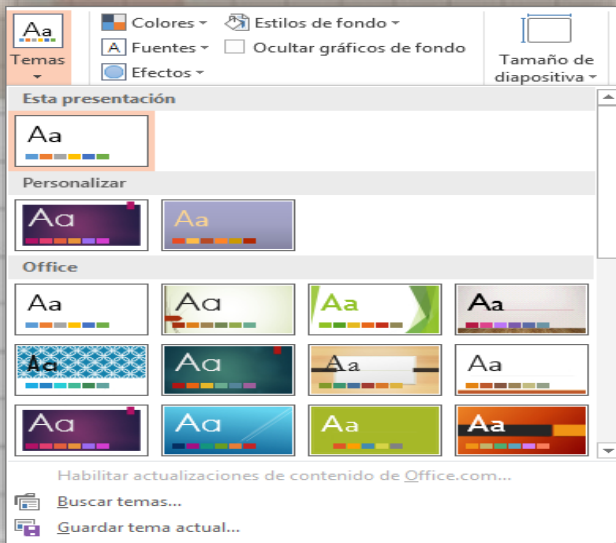 Aa
Temas
Colores
Fuentes
Efectos
Estilos de fondo
Ocultar gráficos de fondo
Tamaño de
diapositiva
Esta presentación
Aa
Personalizar
Aa Aa
Office
Aa Aa Aa Aa
Aa Aa Aa Aa
Aa Aa Aa Aa
Habilitar actualizaciones de contenido de Office.com...
Buscar temas...
Guardar tema actual...